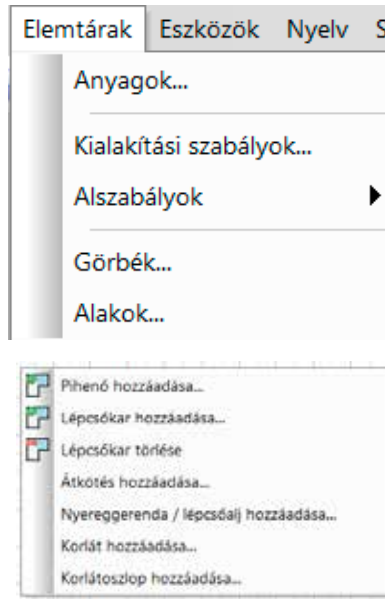 Elemtárak Eszközök Nyelv S
Anyagok...
Kialakítási szabályok...
Alszabályok
Görbék...
Alakok...
Pihenő hozzáadása...
Lépcsőkar hozzáadása...
Lépcsőkar törlése
Átkötés hozzáadása...
Nyereggerenda / lépcsőalj hozzáadása...
Korlát hozzáadása...
Korlátoszlop hozzáadása...